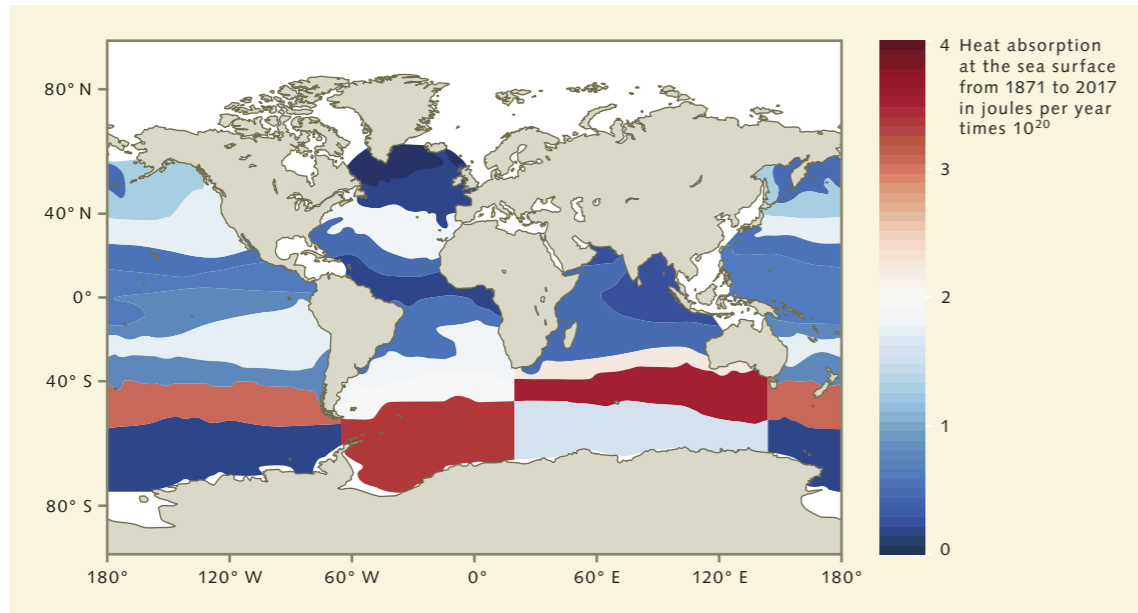 80° N
40° N
0°
40° S
80° S
180°
120° W
60° W
0°
60° E
120° E
180°
4
3
2
1
0
Heat absorption
at the sea surface
from 1871 to 2017
in joules per year
times 10²⁰